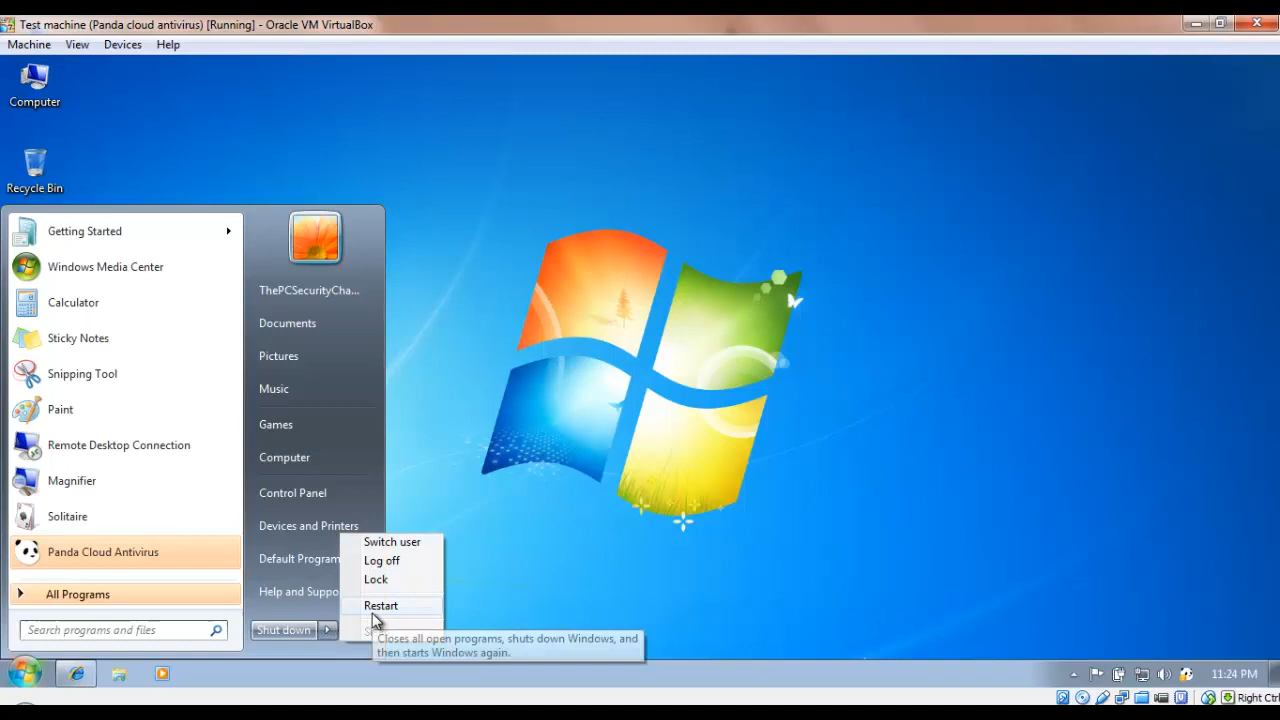 Test machine (Panda cloud antivirus) [Running] - Oracle VM VirtualBox
Machine View Devices Help
Computer
Recycle Bin
Getting Started
Windows Media Center
Calculator
Sticky Notes
Snipping Tool
Paint
Remote Desktop Connection
Magnifier
Solitaire
Panda Cloud Antivirus
All Programs
Search programs and files
ThePCSecurityCha...
Documents
Pictures
Music
Games
Computer
Control Panel
Devices and Printers
Default Program
Help and Suppo
Shut down
Switch user
Log off
Lock
Restart
Closes all open programs, shuts down Windows, and
then starts Windows again.
11:24 PM
Right Ctrl